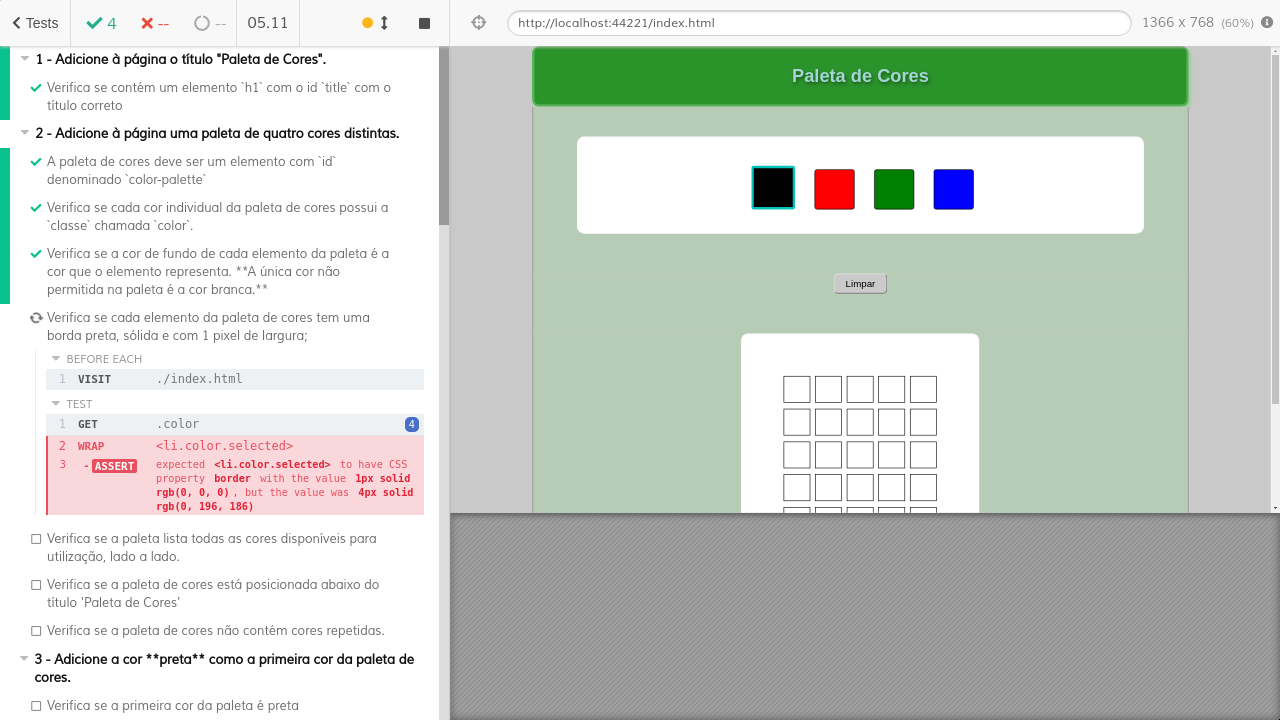 Tests
4
--
--
05.11
http://localhost:44221/index.html
1366 x 768 (60%)
1 - Adicione à página o título "Paleta de Cores".
Verifica se contém um elemento `h1` com o id `title` com o
título correto
2 - Adicione à página uma paleta de quatro cores distintas.
A paleta de cores deve ser um elemento com `id`
denominado `color-palette`
Verifica se cada cor individual da paleta de cores possui a
`classe` chamada `color`.
Verifica se a cor de fundo de cada elemento da paleta é a
cor que o elemento representa. **A única cor não
permitida na paleta é a cor branca.**
Verifica se cada elemento da paleta de cores tem uma
borda preta, sólida e com 1 pixel de largura;
BEFORE EACH
1 VISIT ./index.html
TEST
1 GET .color 4
2 WRAP <li.color.selected>
3 -ASSERT expected <li.color.selected> to have CSS
property border with the value 1px solid
rgb(0, 0, 0), but the value was 4px solid
rgb(0, 196, 186)
Verifica se a paleta lista todas as cores disponíveis para
utilização, lado a lado.
Verifica se a paleta de cores está posicionada abaixo do
título 'Paleta de Cores'
Verifica se a paleta de cores não contém cores repetidas.
3 - Adicione a cor **preta** como a primeira cor da paleta de
cores.
Verifica se a primeira cor da paleta é preta
Paleta de Cores
Limpar